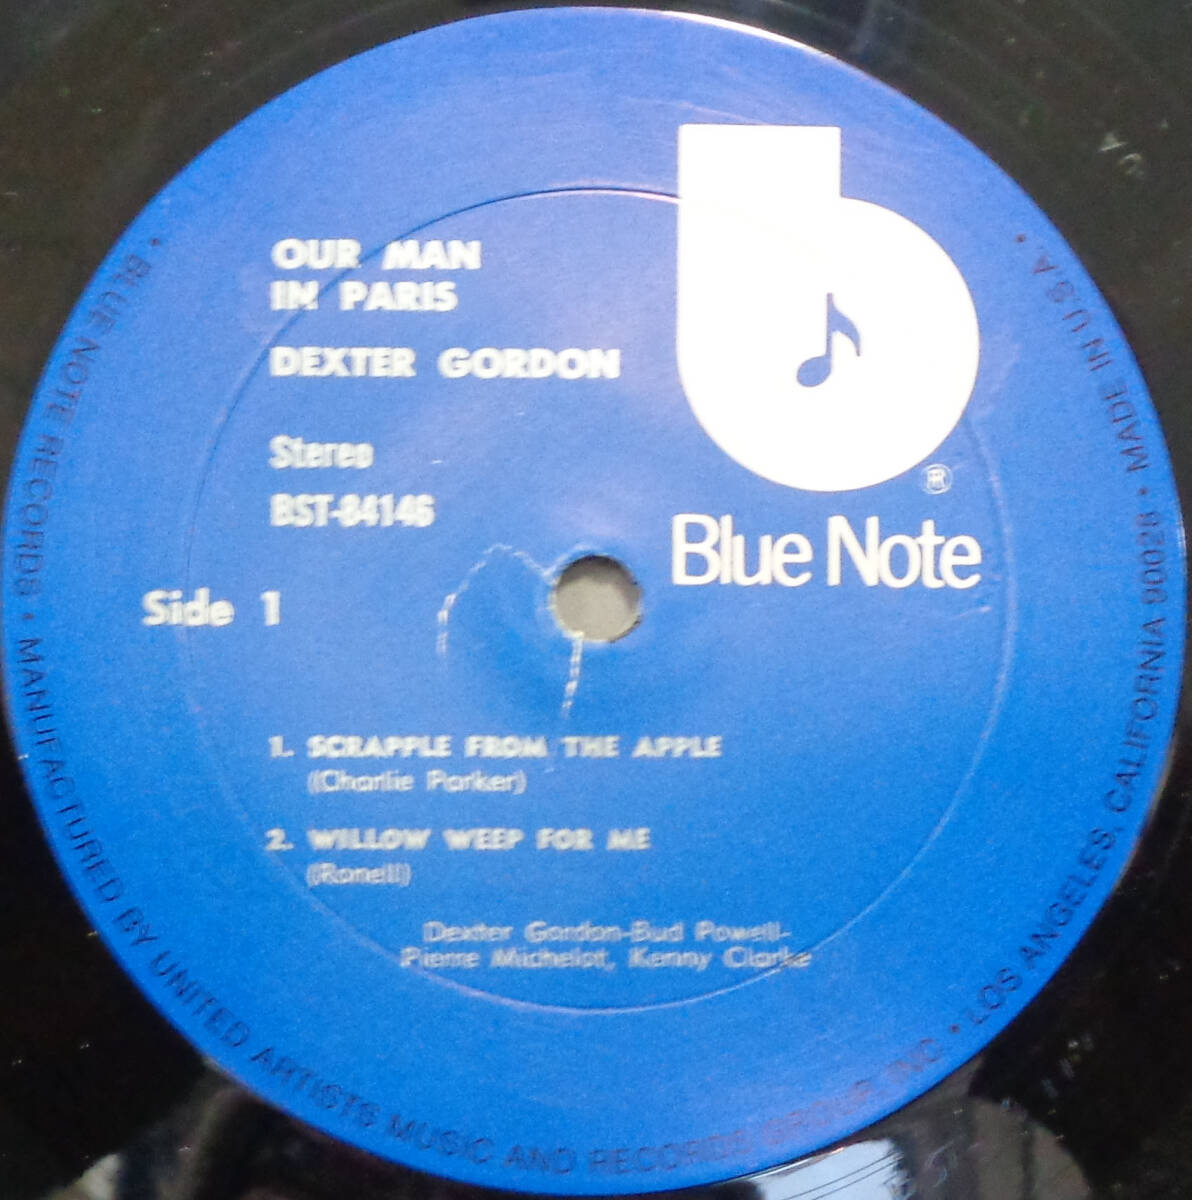 OUR MAN
IN PARIS
DEXTER GORDON
Stereo
BST-84146
Side 1
®
Blue Note
1. SCRAPPLE FROM THE APPLE
(Charlie Parker)
2. WILLOW WEEP FOR ME
(Ronell)
Dexter Gordon-Bud Powell-
Pierre Michelot, Kenny Clarke
• BLUE NOTE RECORDS • MANUFACTURED BY UNITED ARTISTS MUSIC AND RECORDS GROUP INC • LOS ANGELES, CALIFORNIA 90028 • MADE IN U.S.A. •